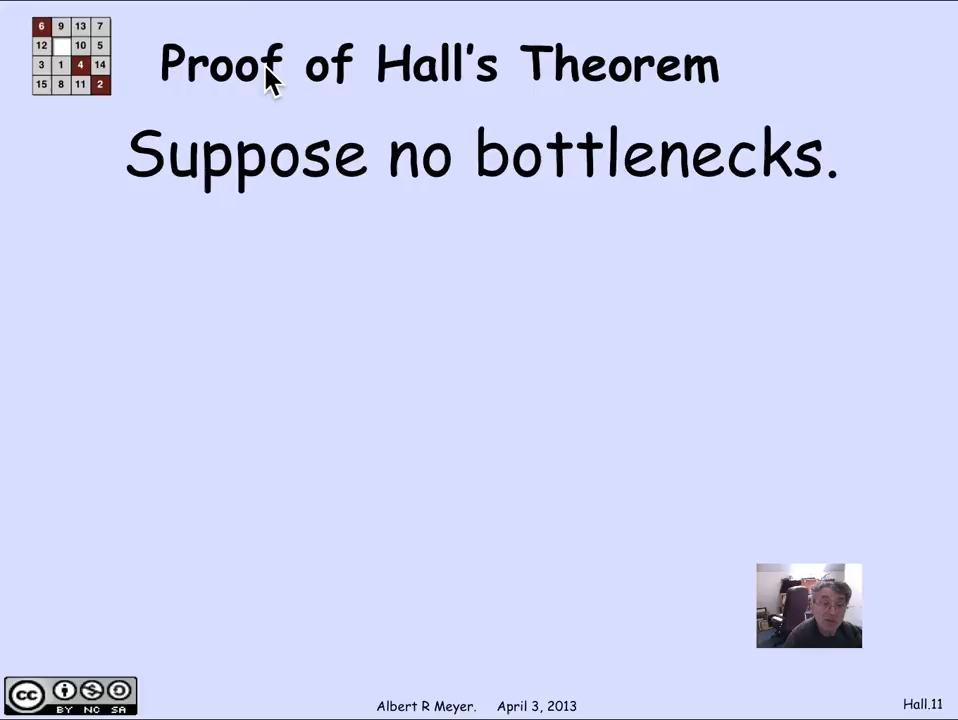 6 9 13 7
12 10 5
3 1 4 14
15 8 11 2
Proof of Hall's Theorem
Suppose no bottlenecks.
cc
BY NC SA
Albert R Meyer. April 3, 2013
Hall.11